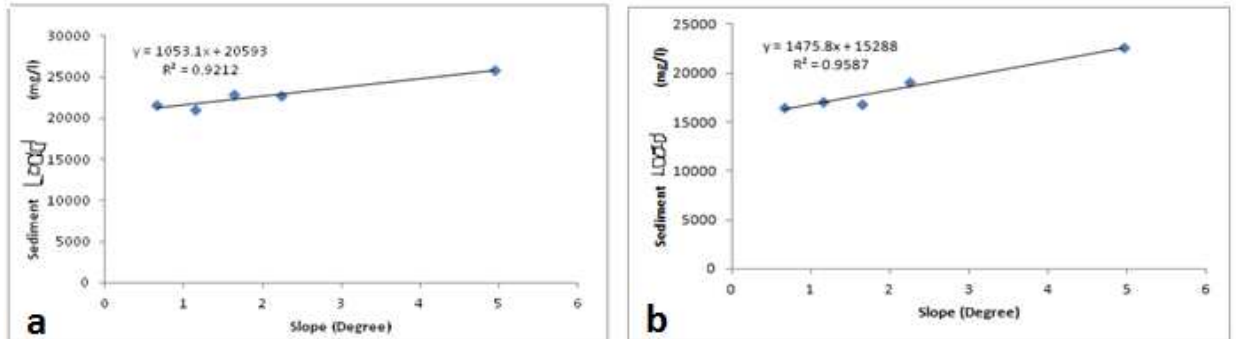 30000
25000
20000
15000
10000
5000
0
Sediment Load (mg/l)
y = 1053.1x + 20593
R² = 0.9212
0 1 2 3 4 5 6
Slope (Degree)
a
25000
20000
15000
10000
5000
0
Sediment Load (mg/l)
y = 1475.8x + 15288
R² = 0.9587
0 1 2 3 4 5 6
Slope (Degree)
b